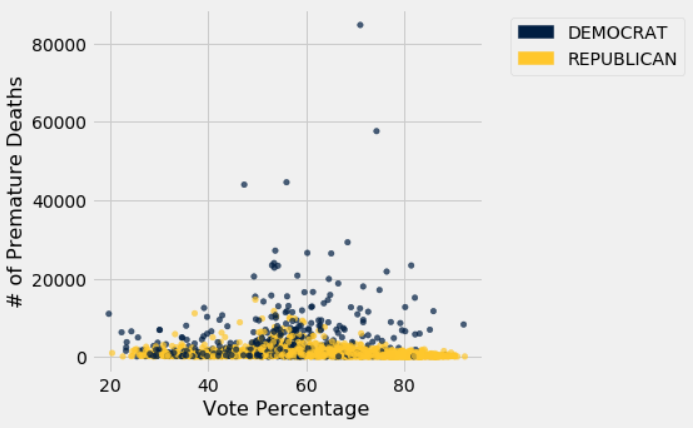 DEMOCRAT
REPUBLICAN
80000
60000
40000
20000
0
# of Premature Deaths
20 40 60 80
Vote Percentage